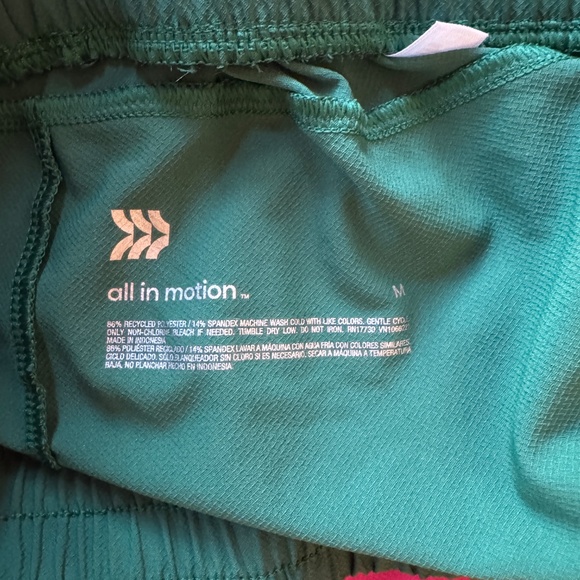 all in motion™
M
86% RECYCLED POLYESTER / 14% SPANDEX MACHINE WASH COLD WITH LIKE COLORS. GENTLE CYCLE.
ONLY NON-CHLORINE BLEACH IF NEEDED. TUMBLE DRY LOW. DO NOT IRON. RN17730
MADE IN INDONESIA
86% POLIÉSTER RECICLADO / 14% SPANDEX LAVAR A MÁQUINA CON AGUA FRÍA CON COLORES SIMILARES.
CICLO DELICADO. SÓLO BLANQUEADOR SIN CLORO SI ES NECESARIO. SECAR A MÁQUINA A TEMPERATURA
BAJA. NO PLANCHAR HECHO EN INDONESIA.